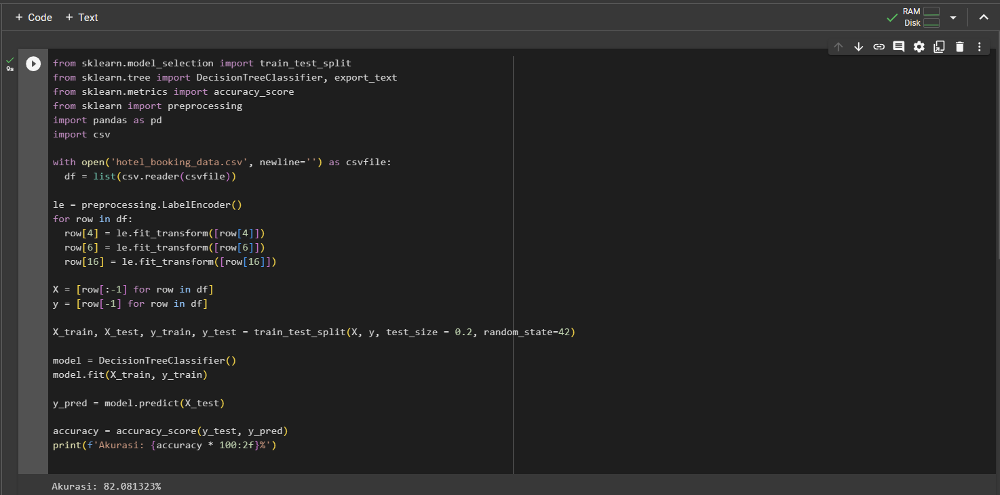 + Code + Text
RAM
Disk
9s
from sklearn.model_selection import train_test_split
from sklearn.tree import DecisionTreeClassifier, export_text
from sklearn.metrics import accuracy_score
from sklearn import preprocessing
import pandas as pd
import csv
with open('hotel_booking_data.csv', newline='') as csvfile:
  df = list(csv.reader(csvfile))
le = preprocessing.LabelEncoder()
for row in df:
  row[4] = le.fit_transform([row[4]])
  row[6] = le.fit_transform([row[6]])
  row[16] = le.fit_transform([row[16]])
X = [row[:-1] for row in df]
y = [row[-1] for row in df]
X_train, X_test, y_train, y_test = train_test_split(X, y, test_size = 0.2, random_state=42)
model = DecisionTreeClassifier()
model.fit(X_train, y_train)
y_pred = model.predict(X_test)
accuracy = accuracy_score(y_test, y_pred)
print(f'Akurasi: {accuracy * 100:2f}%')
Akurasi: 82.081323%